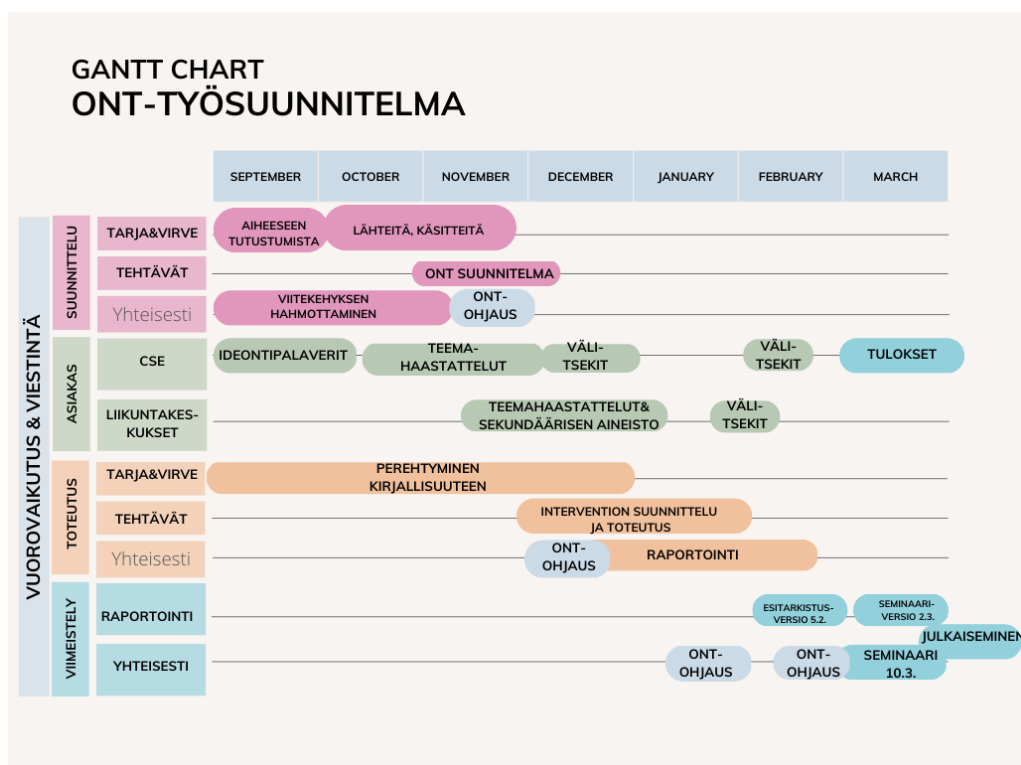 GANTT CHART
ONT-TYÖSUUNNITELMA
SEPTEMBER
OCTOBER
NOVEMBER
DECEMBER
JANUARY
FEBRUARY
MARCH
VUOROVAIKUTUS & VIESTINTÄ
SUUNNITTELU
TARJA&VIRVE
AIHEESEEN
TUTUSTUMISTA
LÄHTEITÄ, KÄSITTEITÄ
TEHTÄVÄT
ONT SUUNNITELMA
Yhteisesti
VIITEKEHYKSEN
HAHMOTTAMINEN
ONT-
OHJAUS
ASIAKAS
CSE
IDEONTIPALAVERIT
TEEMA-
HAASTATTELUT
VÄLI-
TSEKIT
VÄLI-
TSEKIT
TULOKSET
LIIKUNTAKES-
KUKSET
TEEMAHAASTATTELUT&
SEKUNDÄÄRISEN AINEISTO
VÄLI-
TSEKIT
TOTEUTUS
TARJA&VIRVE
PEREHTYMINEN
KIRJALLISUUTEEN
TEHTÄVÄT
INTERVENTION SUUNNITTELU
JA TOTEUTUS
Yhteisesti
ONT-
OHJAUS
RAPORTOINTI
VIIMEISTELY
RAPORTOINTI
ESITARKISTUS-
VERSIO 5.2.
SEMINAARI-
VERSIO 2.3.
JULKAISEMINEN
YHTEISESTI
ONT-
OHJAUS
ONT-
OHJAUS
SEMINAARI
10.3.